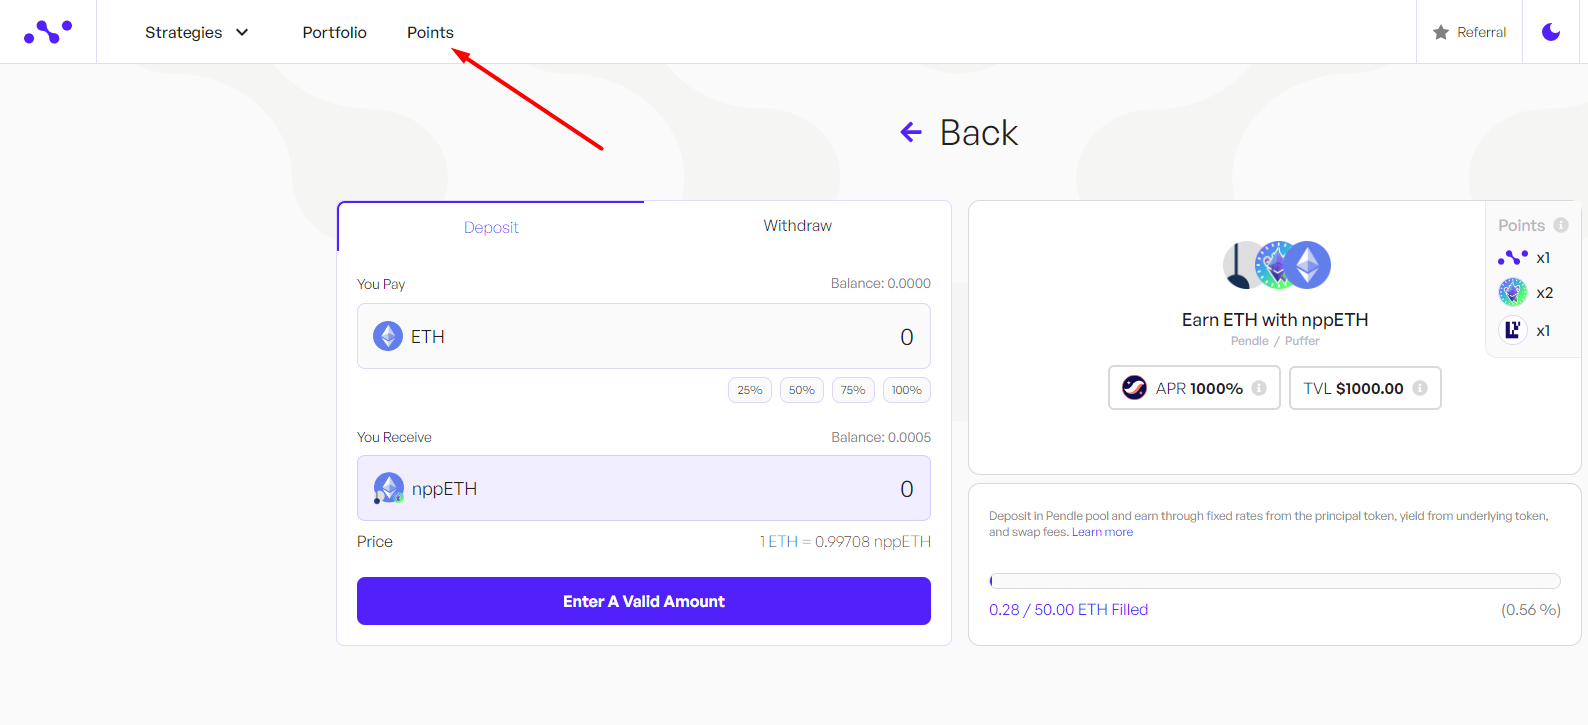 Strategies Portfolio Points Referral
Back
Deposit Withdraw
You Pay Balance: 0.0000
ETH 0
25% 50% 75% 100%
You Receive Balance: 0.0005
nppETH 0
Price 1 ETH = 0.99708 nppETH
Enter A Valid Amount
Points
x1
x2
x1
Earn ETH with nppETH
Pendle / Puffer
APR 1000% TVL $1000.00
Deposit in Pendle pool and earn through fixed rates from the principal token, yield from underlying token,
and swap fees. Learn more
0.28 / 50.00 ETH Filled (0.56 %)